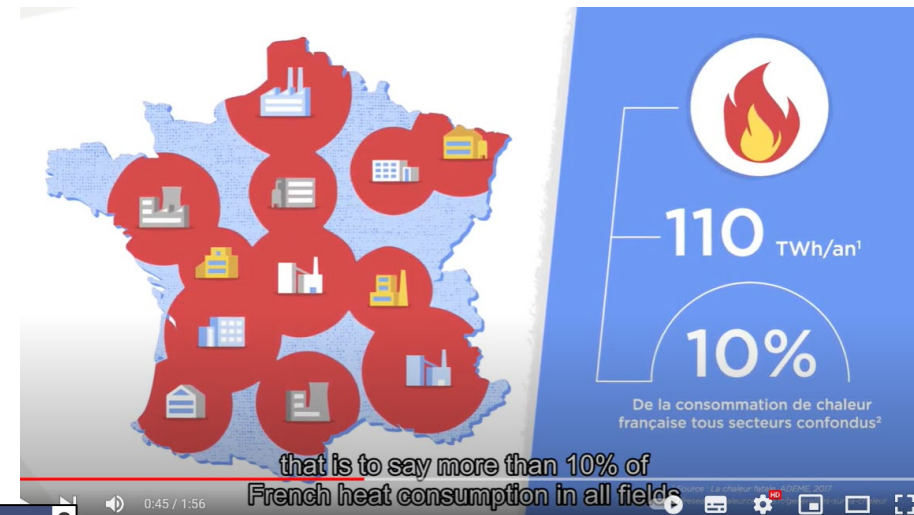 110 TWh/an¹
10%
De la consommation de chaleur
française tous secteurs confondus²
that is to say more than 10% of
French heat consumption in all fields
Source : La chaleur fatale, ADEME, 2017
0:45 / 1:56
HD